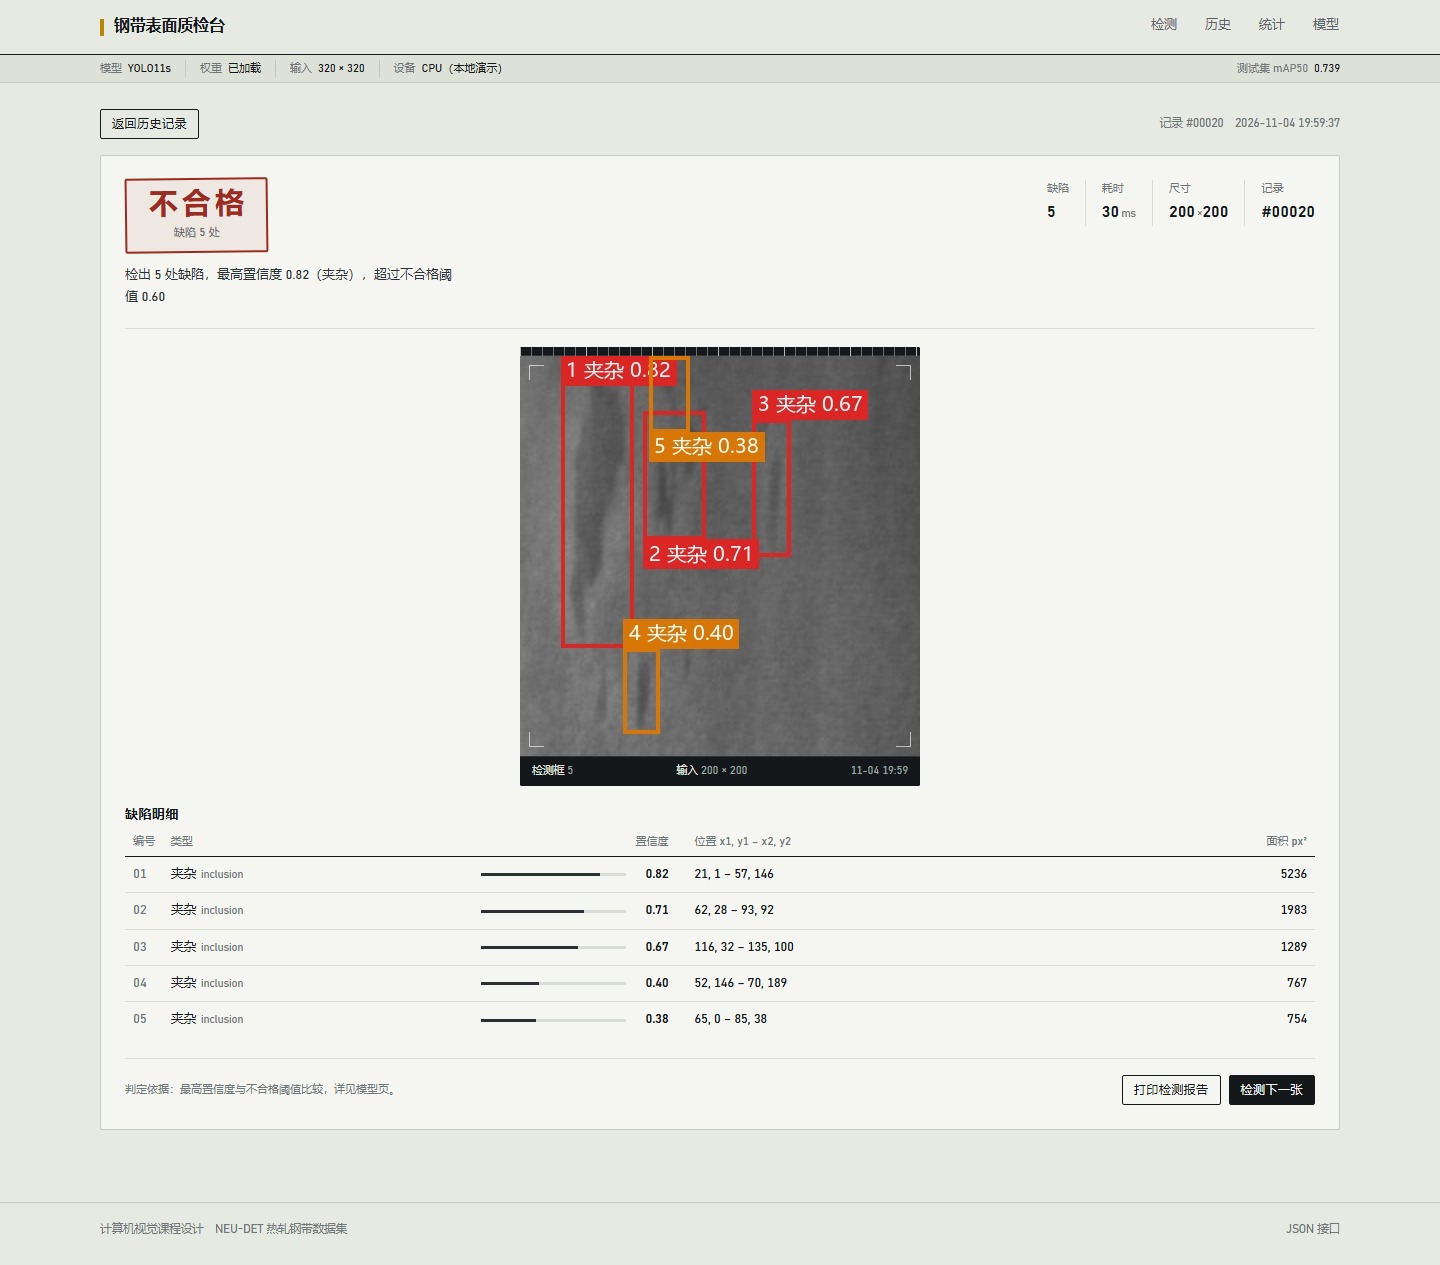 钢带表面质检台
检测 历史 统计 模型
模型 YOLO11s 权重 已加载 输入 320 × 320 设备 CPU（本地演示） 测试集 mAP50 0.739
返回历史记录 记录 #00020 2026-11-04 19:59:37
不合格
缺陷 5 处
缺陷 耗时 尺寸 记录
5 30 ms 200×200 #00020
检出 5 处缺陷，最高置信度 0.82（夹杂），超过不合格阈
值 0.60
1 夹杂 0.82
3 夹杂 0.67
5 夹杂 0.38
2 夹杂 0.71
4 夹杂 0.40
检测框 5 输入 200 × 200 11-04 19:59
缺陷明细
编号 类型 置信度 位置 x1, y1 – x2, y2 面积 px²
01 夹杂 inclusion 0.82 21, 1 – 57, 146 5236
02 夹杂 inclusion 0.71 62, 28 – 93, 92 1983
03 夹杂 inclusion 0.67 116, 32 – 135, 100 1289
04 夹杂 inclusion 0.40 52, 146 – 70, 189 767
05 夹杂 inclusion 0.38 65, 0 – 85, 38 754
判定依据：最高置信度与不合格阈值比较，详见模型页。 打印检测报告 检测下一张
计算机视觉课程设计 NEU-DET 热轧钢带数据集 JSON 接口